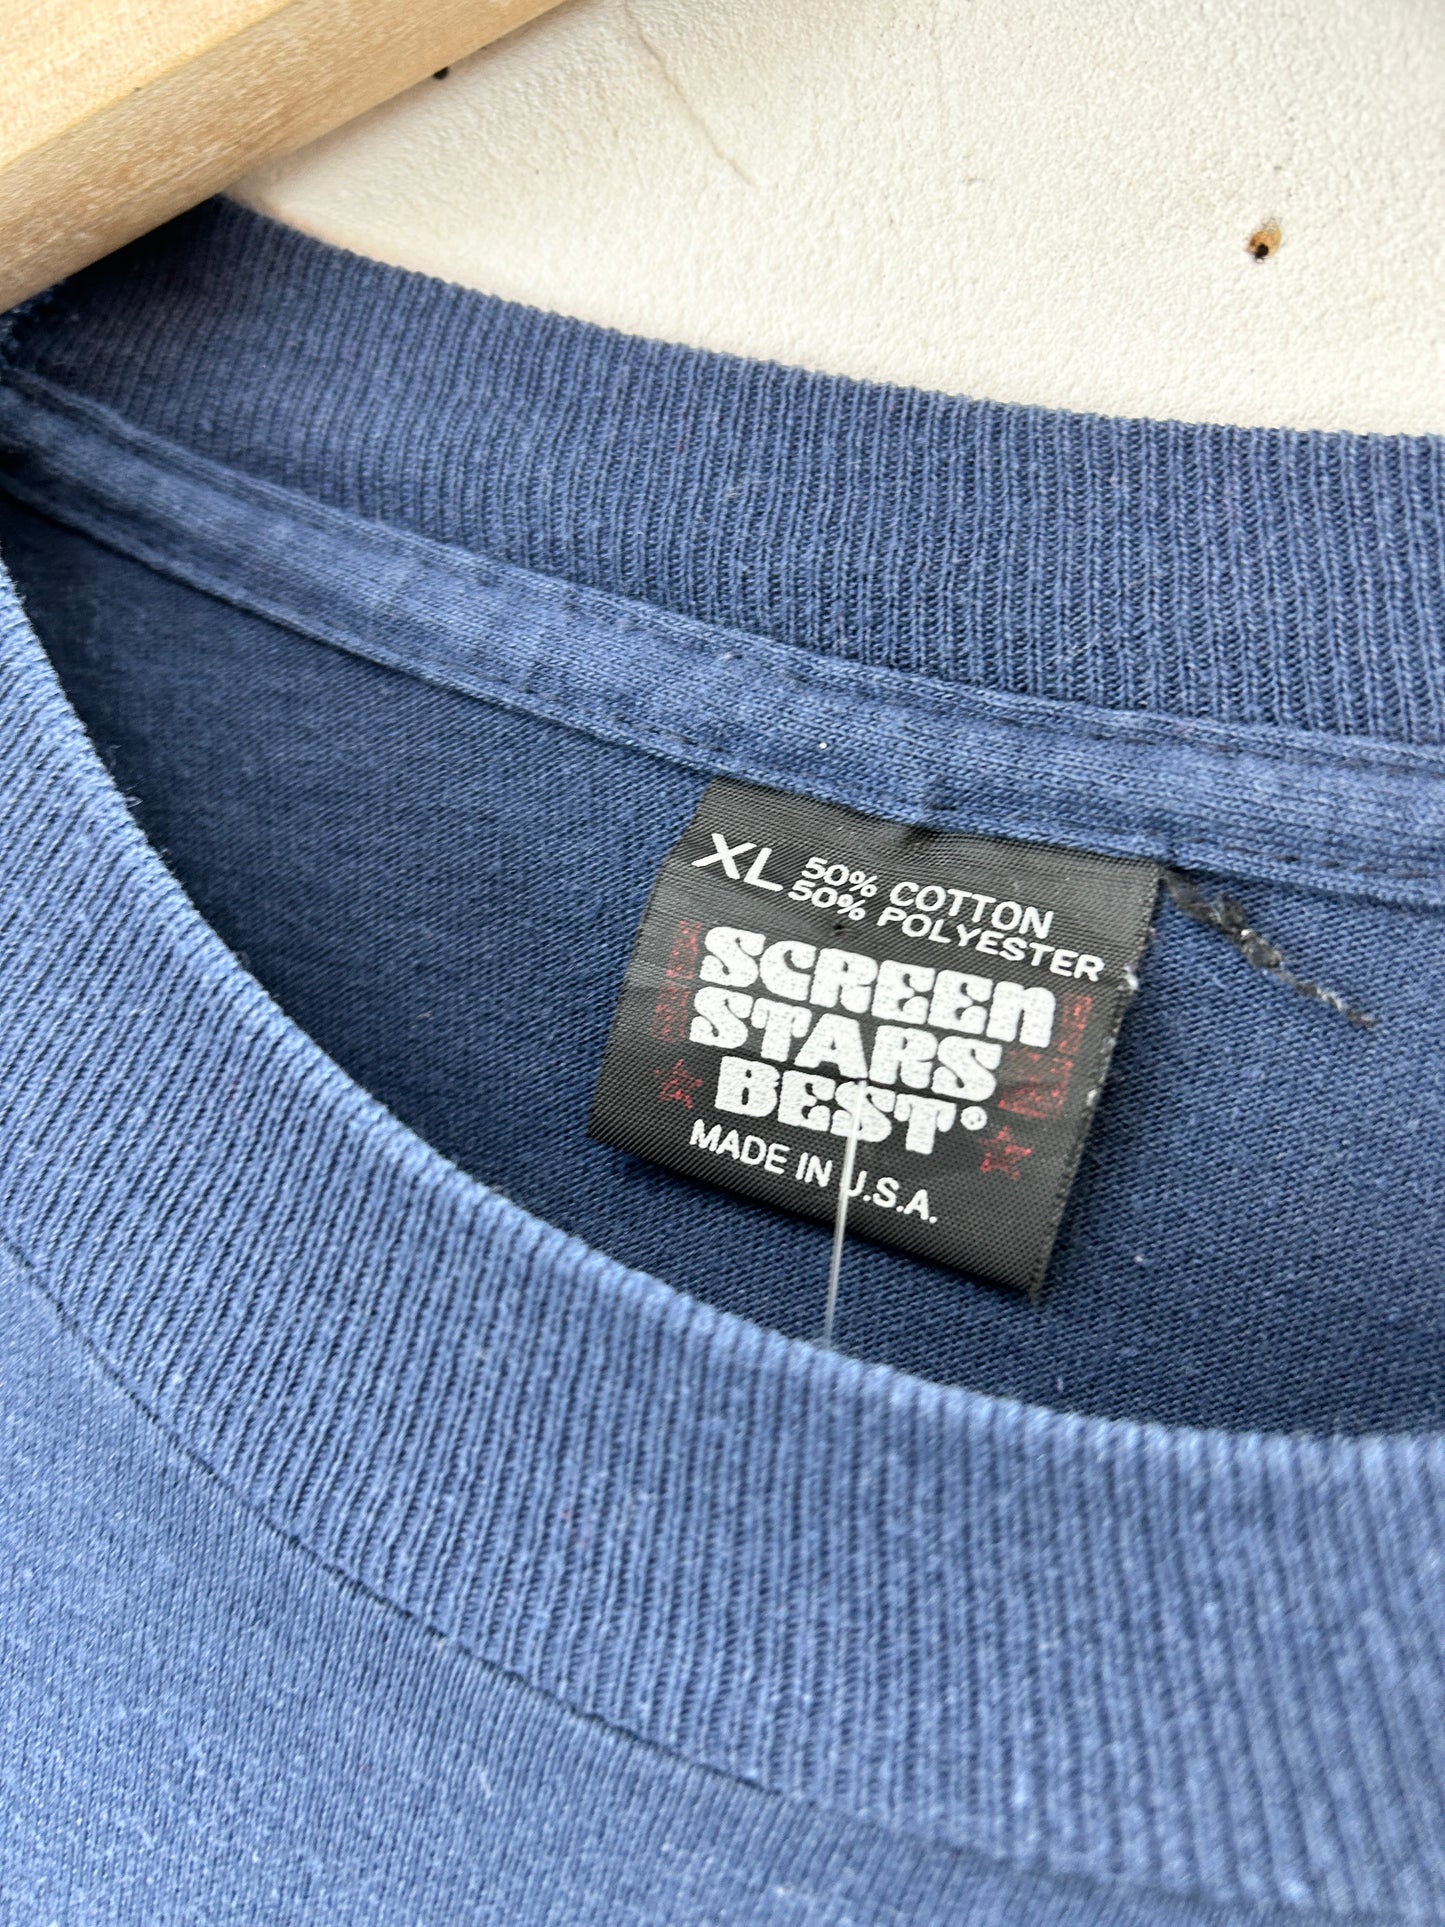 XL 50% COTTON
50% POLYESTER
SCREEN
STARS
BEST®
MADE IN U.S.A.